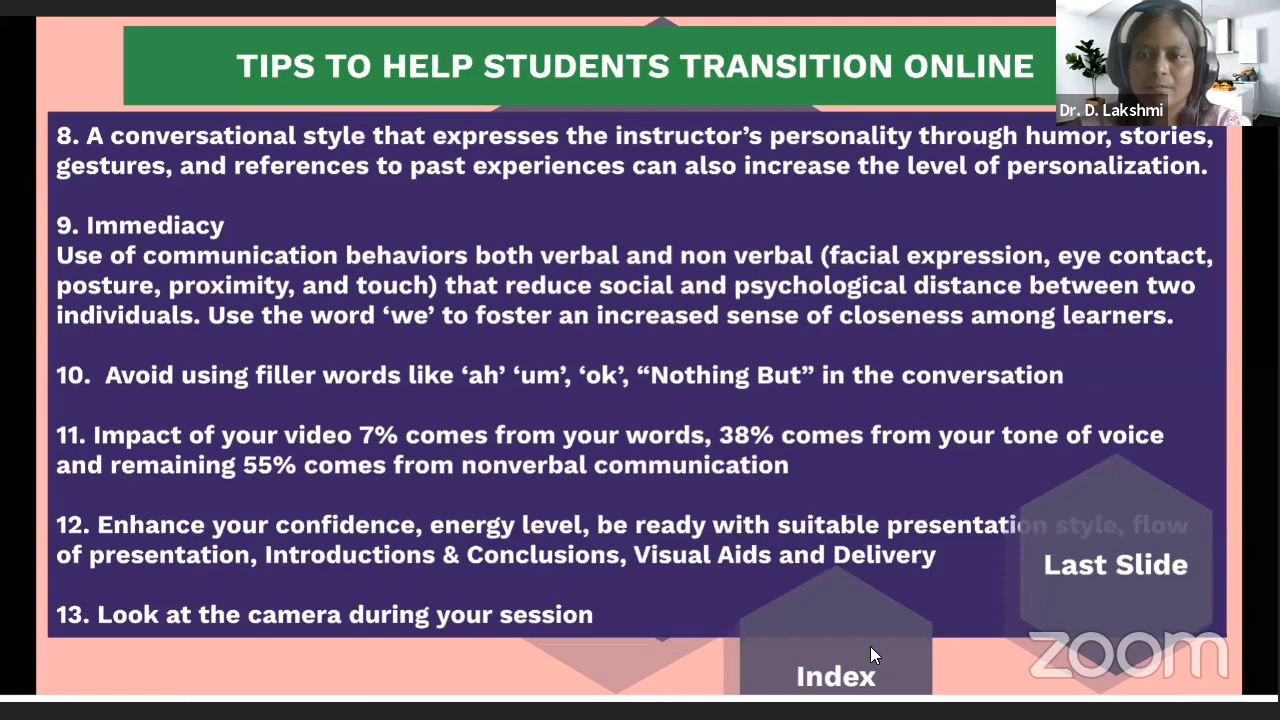 TIPS TO HELP STUDENTS TRANSITION ONLINE
Dr. D. Lakshmi
8. A conversational style that expresses the instructor's personality through humor, stories,
gestures, and references to past experiences can also increase the level of personalization.
9. Immediacy
Use of communication behaviors both verbal and non verbal (facial expression, eye contact,
posture, proximity, and touch) that reduce social and psychological distance between two
individuals. Use the word ‘we’ to foster an increased sense of closeness among learners.
10. Avoid using filler words like ‘ah’ ‘um’, ‘ok’, “Nothing But” in the conversation
11. Impact of your video 7% comes from your words, 38% comes from your tone of voice
and remaining 55% comes from nonverbal communication
12. Enhance your confidence, energy level, be ready with suitable presentation style, flow
of presentation, Introductions & Conclusions, Visual Aids and Delivery
Last Slide
13. Look at the camera during your session
zoom
Index